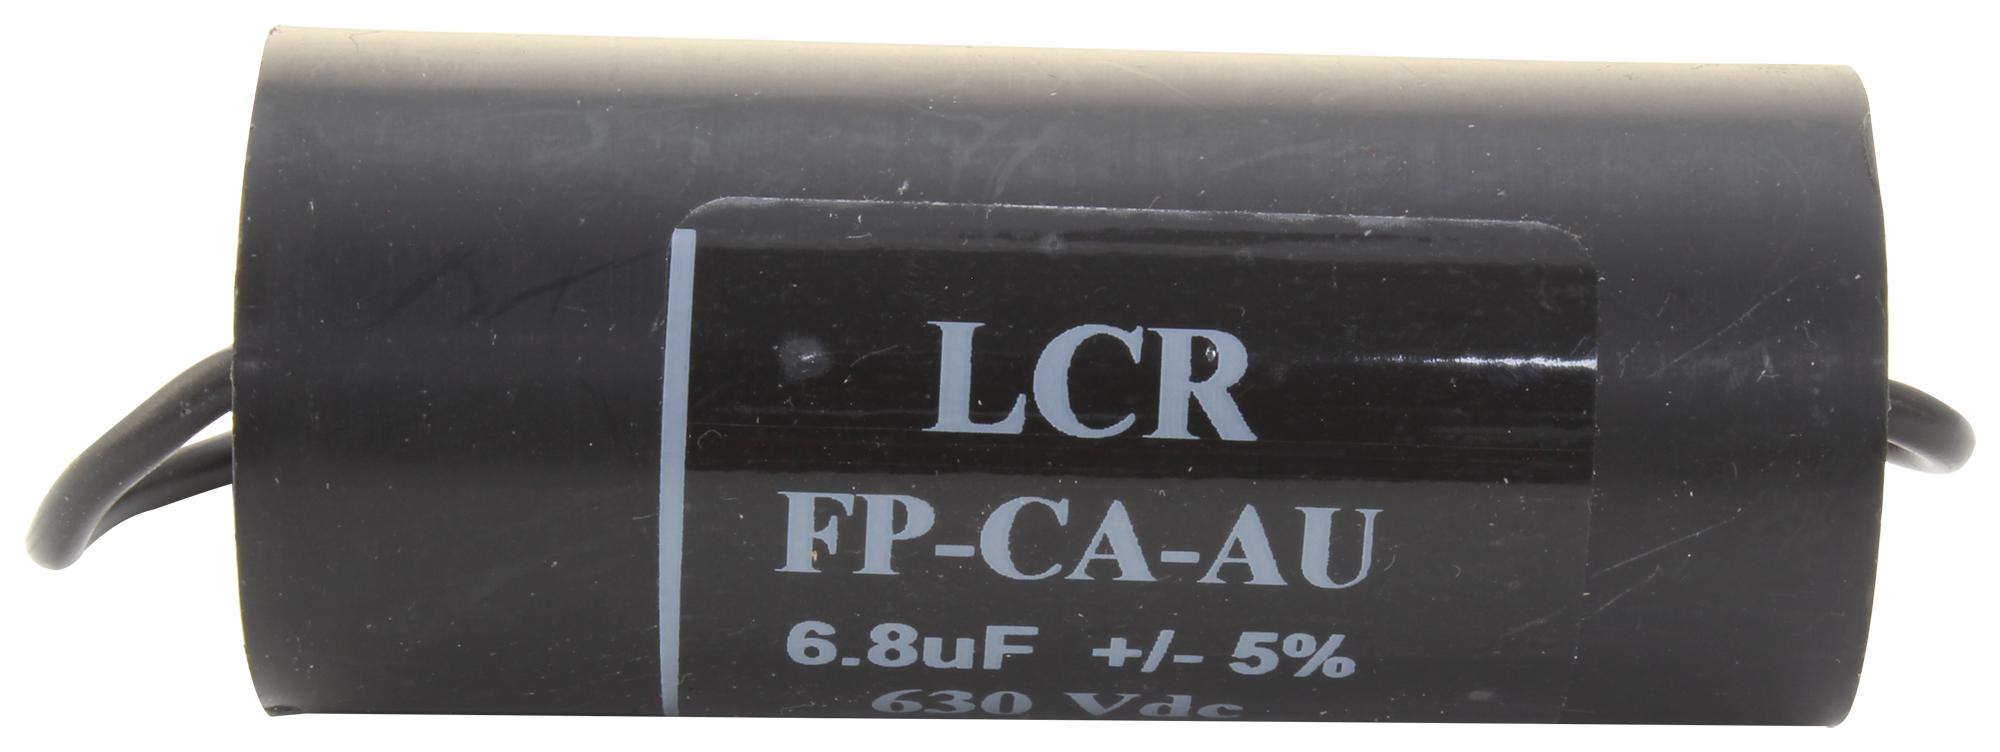 LCR
FP-CA-AU
6.8uF +/- 5%
630 Vdc